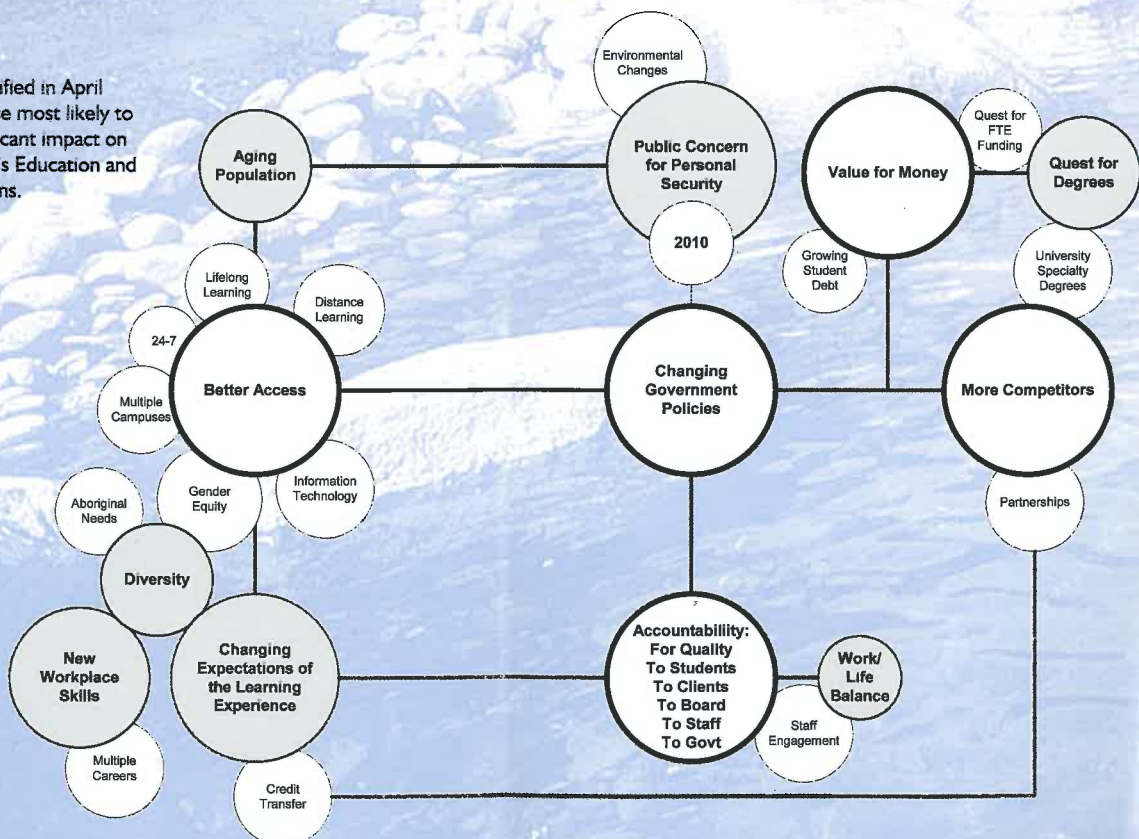 fied in April
e most likely to
cant impact on
's Education and
ns.
Environmental
Changes
Aging
Population
Public Concern
for Personal
Security
2010
Value for Money
Quest for
FTE
Funding
Quest for
Degrees
Growing
Student
Debt
University
Specialty
Degrees
Lifelong
Learning
Distance
Learning
24-7
Multiple
Campuses
Better Access
Changing
Government
Policies
More Competitors
Aboriginal
Needs
Gender
Equity
Information
Technology
Partnerships
Diversity
New
Workplace
Skills
Changing
Expectations of
the Learning
Experience
Accountabiliity:
For Quality
To Students
To Clients
To Board
To Staff
To Govt
Work/
Life
Balance
Staff
Engagement
Multiple
Careers
Credit
Transfer